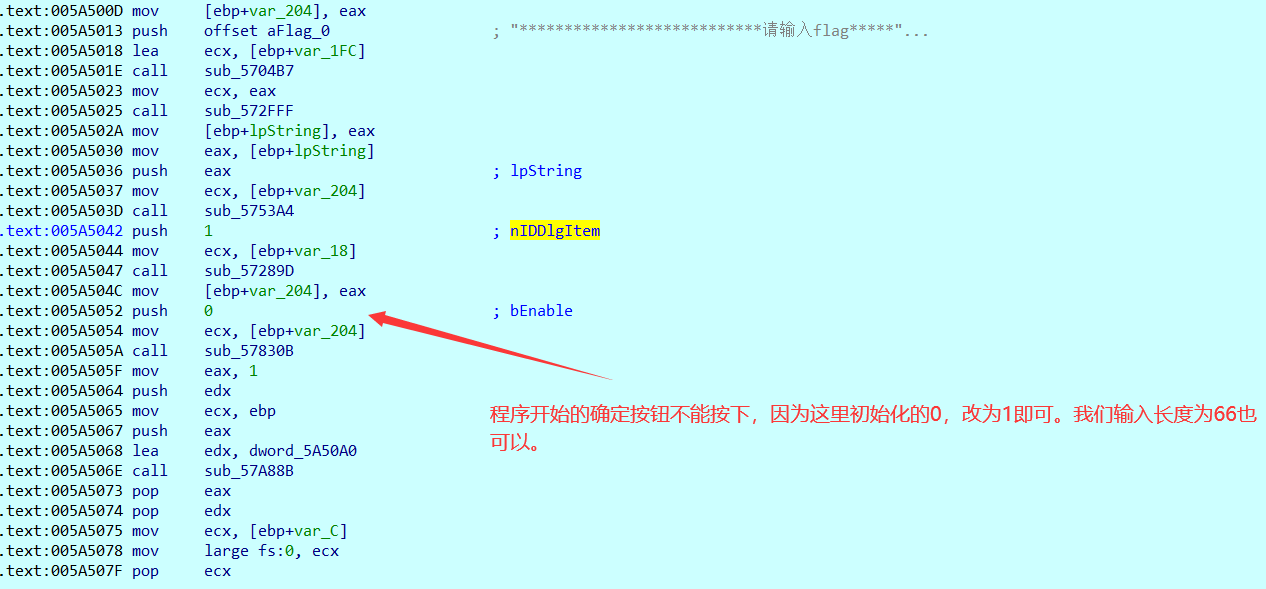 .text:005A500D mov [ebp+var_204], eax
.text:005A5013 push offset aFlag_0 ; "***************************请输入flag*****"...
.text:005A5018 lea ecx, [ebp+var_1FC]
.text:005A501E call sub_5704B7
.text:005A5023 mov ecx, eax
.text:005A5025 call sub_572FFF
.text:005A502A mov [ebp+lpString], eax
.text:005A5030 mov eax, [ebp+lpString]
.text:005A5036 push eax ; lpString
.text:005A5037 mov ecx, [ebp+var_204]
.text:005A503D call sub_5753A4
.text:005A5042 push 1 ; nIDDlgItem
.text:005A5044 mov ecx, [ebp+var_18]
.text:005A5047 call sub_57289D
.text:005A504C mov [ebp+var_204], eax
.text:005A5052 push 0 ; bEnable
.text:005A5054 mov ecx, [ebp+var_204]
.text:005A505A call sub_57830B
.text:005A505F mov eax, 1
.text:005A5064 push edx
.text:005A5065 mov ecx, ebp
.text:005A5067 push eax
.text:005A5068 lea edx, dword_5A50A0
.text:005A506E call sub_57A88B
.text:005A5073 pop eax
.text:005A5074 pop edx
.text:005A5075 mov ecx, [ebp+var_C]
.text:005A5078 mov large fs:0, ecx
.text:005A507F pop ecx
程序开始的确定按钮不能按下，因为这里初始化的0，改为1即可。我们输入长度为66也
可以。